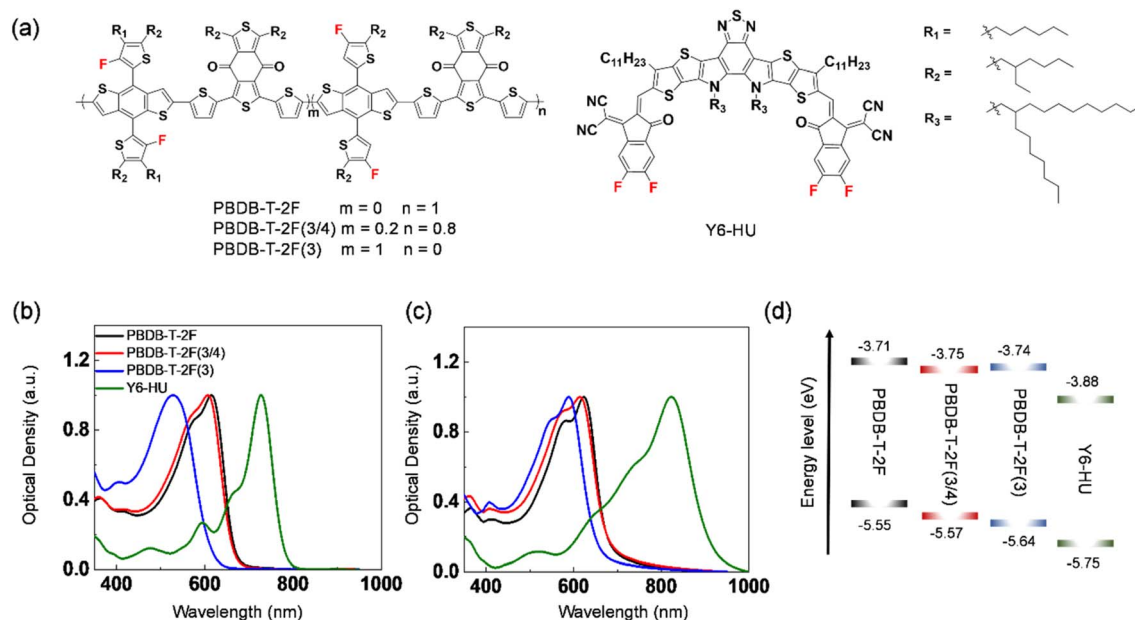 (a)
R1 R2 R2 R2 F R2 R2 R2
F S S S S
O O O O
S S S m S S S n
S F S
R2 R1 R2 F
PBDB-T-2F m = 0 n = 1
PBDB-T-2F(3/4) m = 0.2 n = 0.8
PBDB-T-2F(3) m = 1 n = 0
S
N N
C11H23 S S C11H23
S N N S
R3 R3
CN O O CN
CN CN
F F F F
Y6-HU
R1 =
R2 =
R3 =
(b)
PBDB-T-2F
PBDB-T-2F(3/4)
PBDB-T-2F(3)
Y6-HU
Optical Density (a.u.)
1.2
0.8
0.4
0.0
400 600 800 1000
Wavelength (nm)
(c)
Optical Density (a.u.)
1.2
0.8
0.4
0.0
400 600 800 1000
Wavelength (nm)
(d)
Energy level (eV)
-3.71 -3.75 -3.74 -3.88
PBDB-T-2F
PBDB-T-2F(3/4)
PBDB-T-2F(3)
Y6-HU
-5.55 -5.57 -5.64 -5.75